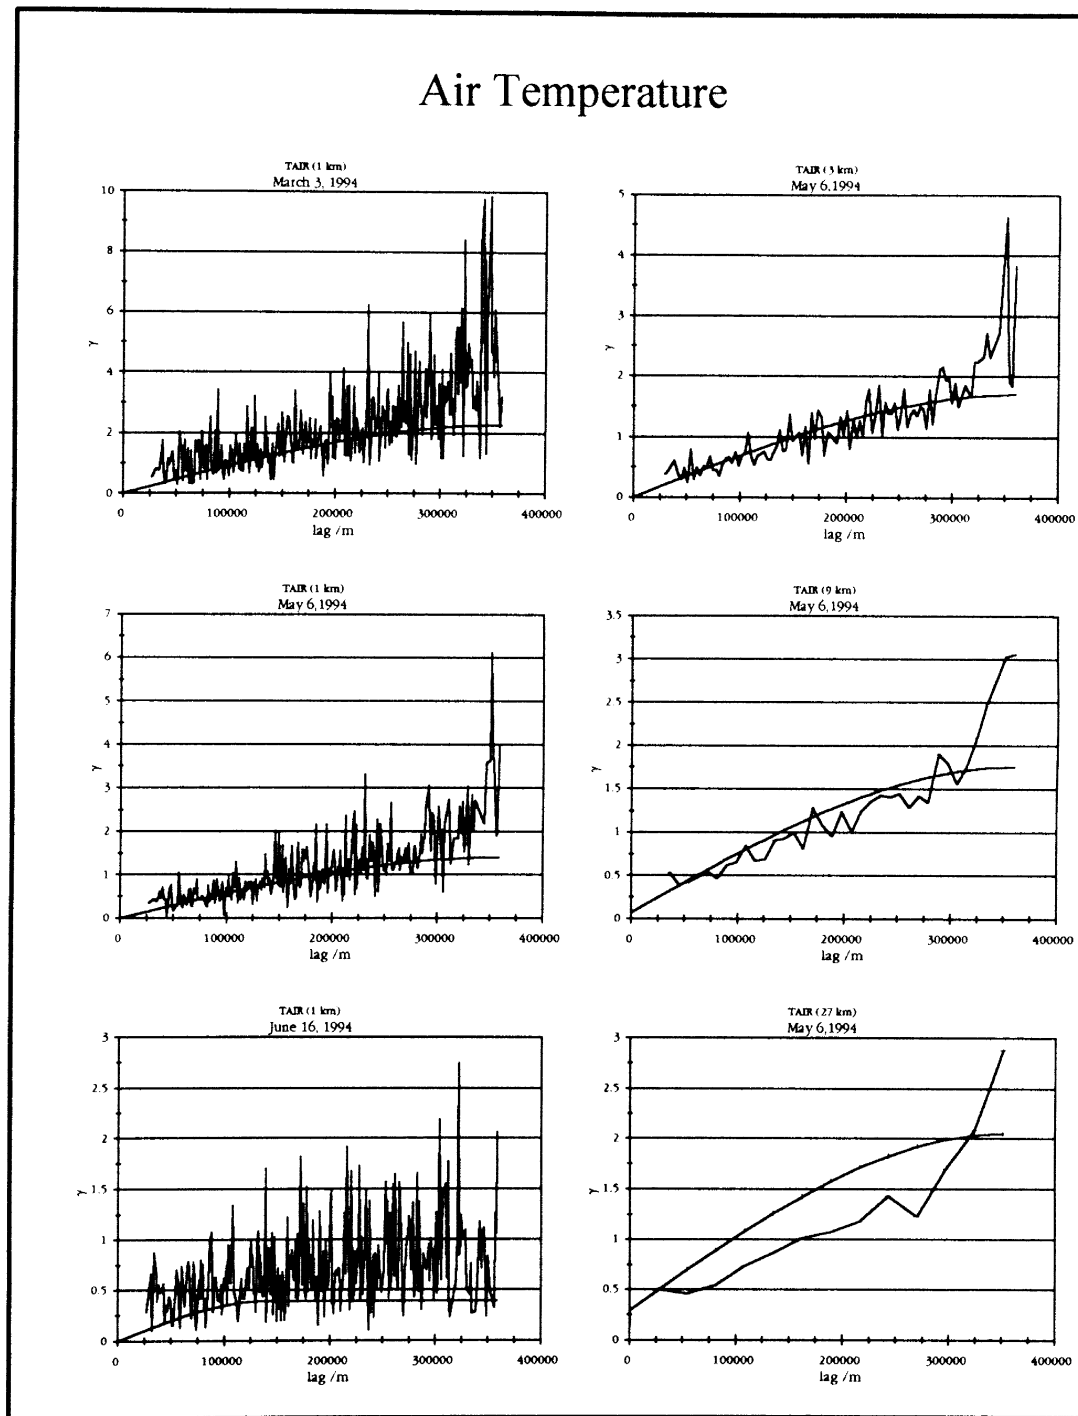 Air Temperature
TAIR (1 km)
March 3, 1994
10
8
6
4
2
0
γ
0 100000 200000 300000 400000
lag /m
TAIR (3 km)
May 6,1994
5
4
3
2
1
0
γ
0 100000 200000 300000 400000
lag /m
TAIR (1 km)
May 6,1994
7
6
5
4
3
2
1
0
γ
0 100000 200000 300000 400000
lag /m
TAIR (9 km)
May 6,1994
3.5
3
2.5
2
1.5
1
0.5
0
γ
0 100000 200000 300000 400000
lag /m
TAIR (1 km)
June 16, 1994
3
2.5
2
1.5
1
0.5
0
γ
0 100000 200000 300000 400000
lag /m
TAIR (27 km)
May 6,1994
3
2.5
2
1.5
1
0.5
0
γ
0 100000 200000 300000 400000
lag /m